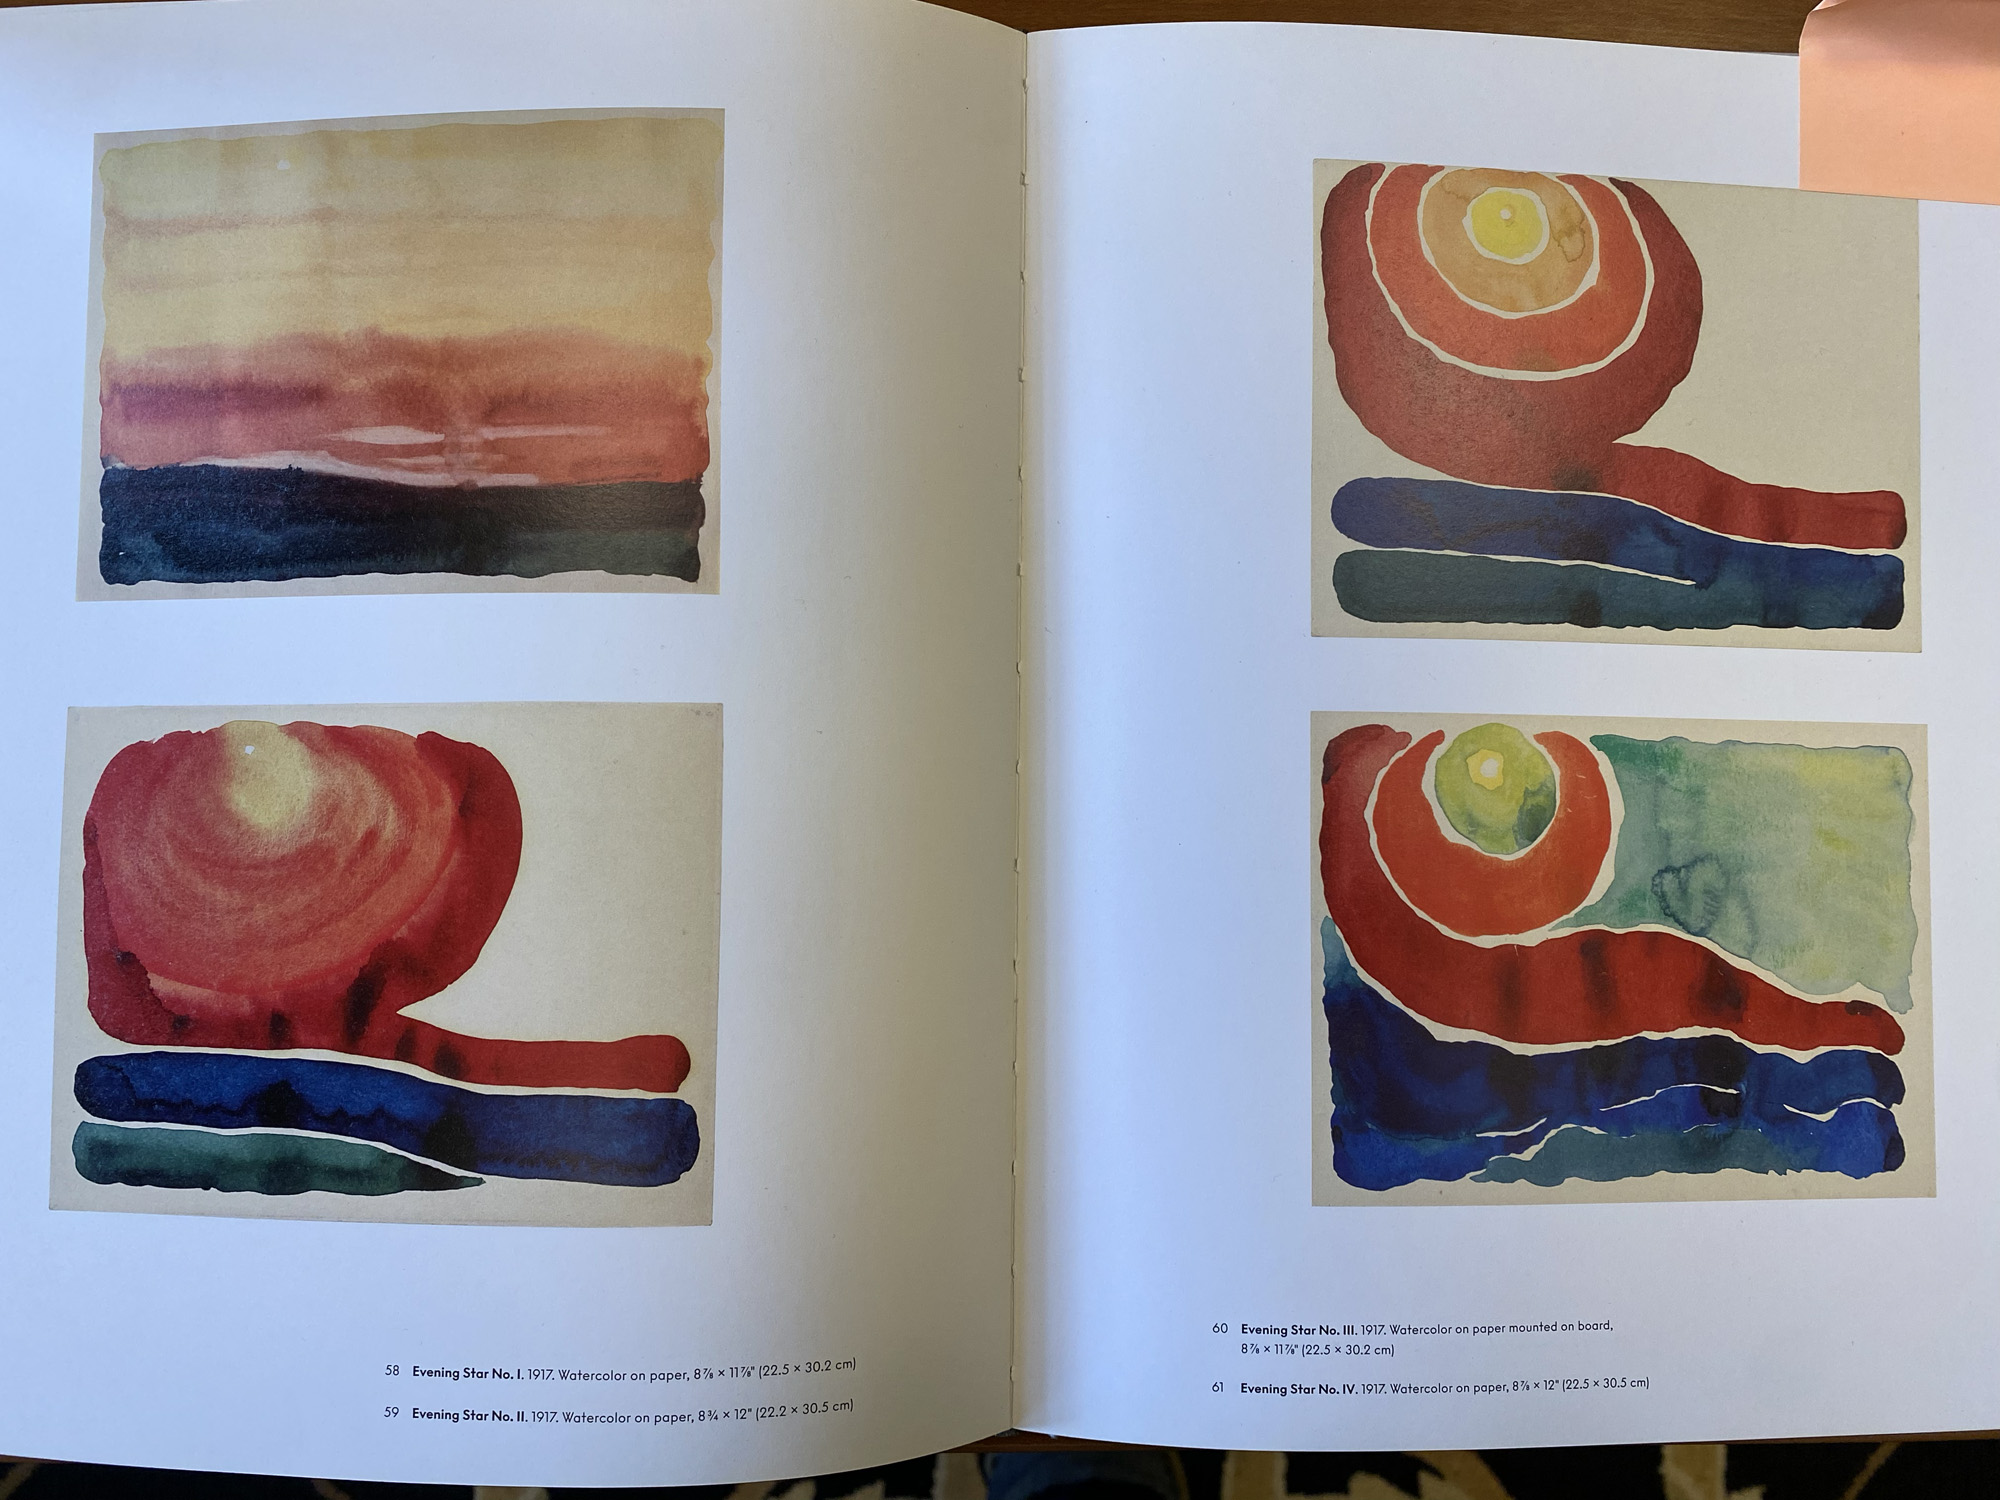 58 Evening Star No. I. 1917. Watercolor on paper, 8⅞ × 11⅞" (22.5 × 30.2 cm)
59 Evening Star No. II. 1917. Watercolor on paper, 8¾ × 12" (22.2 × 30.5 cm)
60 Evening Star No. III. 1917. Watercolor on paper mounted on board,
8⅞ × 11⅞" (22.5 × 30.2 cm)
61 Evening Star No. IV. 1917. Watercolor on paper, 8⅞ × 12" (22.5 × 30.5 cm)